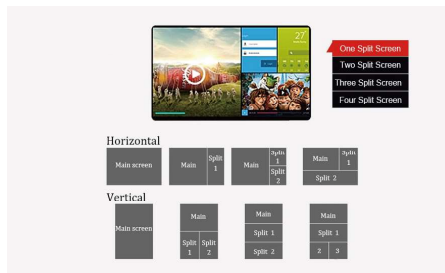 27°
One Split Screen
Two Split Screen
Three Split Screen
Four Split Screen
Horizontal
Main screen
Main
Split
1
Main
Split
1
Split
2
Main
Split
1
Split 2
Vertical
Main screen
Main
Split
1
Split
2
Main
Split 1
Split 2
Main
Split 1
2
3